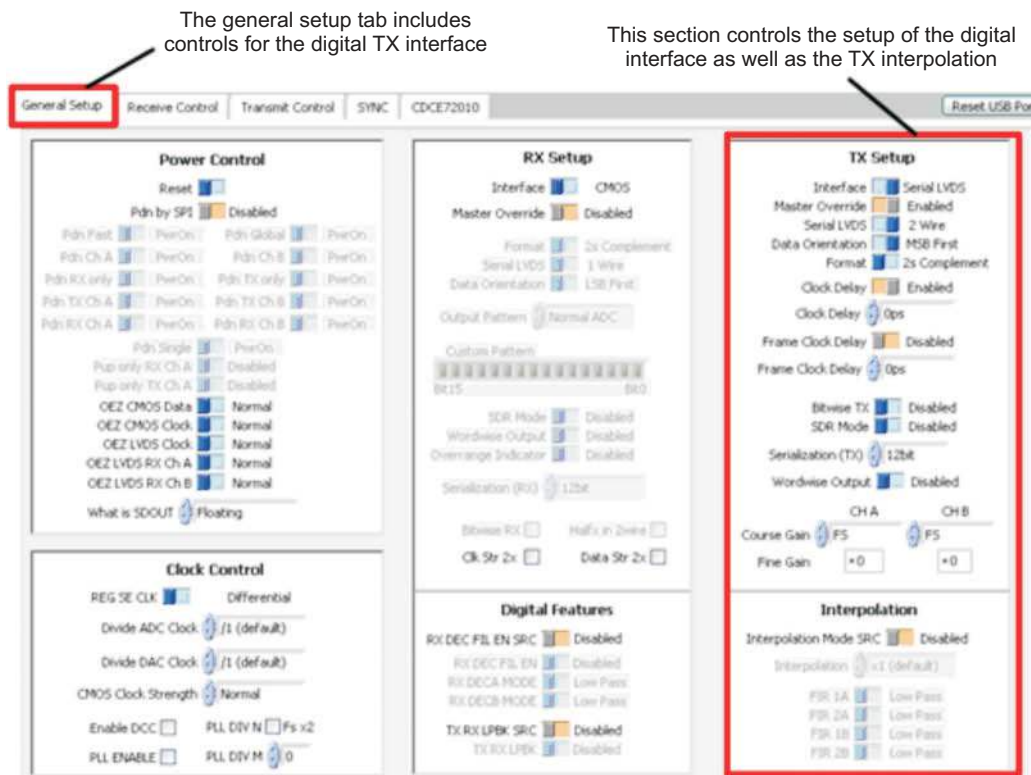 The general setup tab includes
controls for the digital TX interface
This section controls the setup of the digital
interface as well as the TX interpolation
General Setup Receive Control Transmit Control SYNC CDCE72010 Reset USB Por
Power Control
Reset
Pdn by SPI Disabled
Pdn Fast PwrOn Pdn Global PwrOn
Pdn Ch A PwrOn Pdn Ch B PwrOn
Pdn RX only PwrOn Pdn TX only PwrOn
Pdn TX Ch A PwrOn Pdn TX Ch B PwrOn
Pdn RX Ch A PwrOn Pdn RX Ch B PwrOn
Pdn Single PwrOn
Pup only RX Ch A Disabled
Pup only TX Ch A Disabled
OEZ CMOS Data Normal
OEZ CMOS Clock Normal
OEZ LVDS Clock Normal
OEZ LVDS RX Ch A Normal
OEZ LVDS RX Ch B Normal
What is SDOUT Floating
Clock Control
REG SE CLK Differential
Divide ADC Clock /1 (default)
Divide DAC Clock /1 (default)
CMOS Clock Strength Normal
Enable DCC PLL DIV N Fs x2
PLL ENABLE PLL DIV M 0
RX Setup
Interface CMOS
Master Override Disabled
Format 2s Complement
Serial LVDS 1 Wire
Data Orientation LSB First
Output Pattern Normal ADC
Custom Pattern
Bit15 Bit0
SDR Mode Disabled
Wordwise Output Disabled
Overrange Indicator Disabled
Serialization (RX) 12bit
Bitwise RX Halfx in 2wire
Clk Str 2x Data Str 2x
Digital Features
RX DEC FIL EN SRC Disabled
RX DEC FIL EN Disabled
RX DECA MODE Low Pass
RX DECB MODE Low Pass
TX RX LPBK SRC Disabled
TX RX LPBK Disabled
TX Setup
Interface Serial LVDS
Master Override Enabled
Serial LVDS 2 Wire
Data Orientation MSB First
Format 2s Complement
Clock Delay Enabled
Clock Delay 0ps
Frame Clock Delay Disabled
Frame Clock Delay 0ps
Bitwise TX Disabled
SDR Mode Disabled
Serialization (TX) 12bit
Wordwise Output Disabled
CH A CH B
Course Gain FS FS
Fine Gain +0 +0
Interpolation
Interpolation Mode SRC Disabled
Interpolation x1 (default)
FIR 1A Low Pass
FIR 2A Low Pass
FIR 1B Low Pass
FIR 2B Low Pass